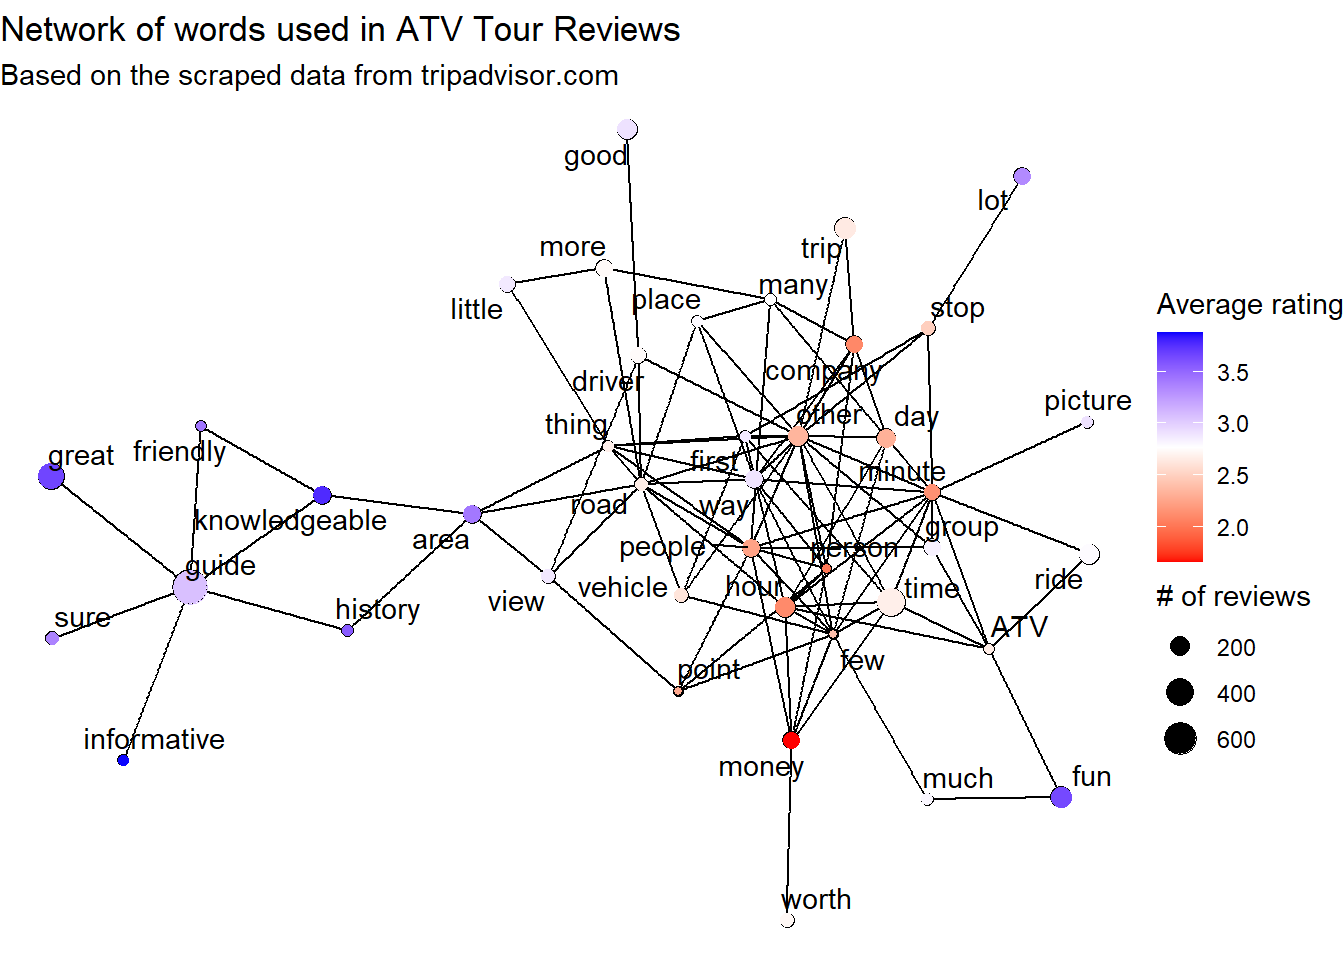 Network of words used in ATV Tour Reviews
Based on the scraped data from tripadvisor.com
good
lot
more
trip
little
place
many
stop
driver
company
picture
thing
other
day
great
friendly
first
minute
knowledgeable
road
way
area
people
person
group
guide
vehicle
hour
time
ride
sure
history
view
ATV
point
few
informative
money
much
fun
worth
Average rating
3.5
3.0
2.5
2.0
# of reviews
200
400
600